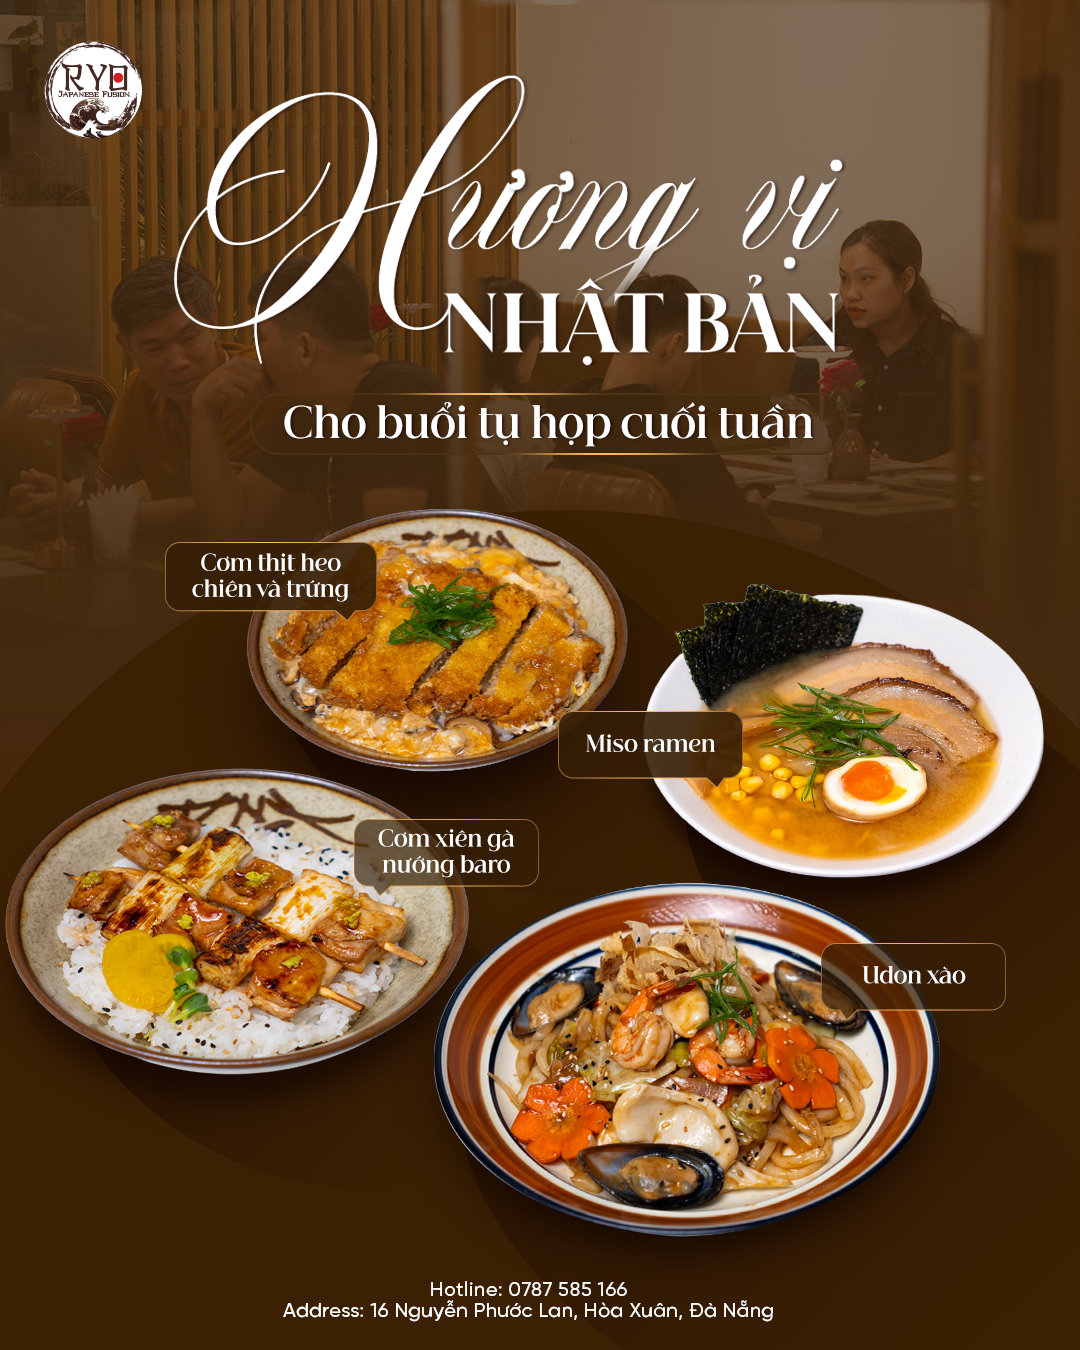 RYO
JAPANESE FUSION
Hương vị
NHẬT BẢN
Cho buổi tụ họp cuối tuần
Cơm thịt heo
chiên và trứng
Miso ramen
Cơm xiên gà
nướng baro
Udon xào
Hotline: 0787 585 166
Address: 16 Nguyễn Phước Lan, Hòa Xuân, Đà Nẵng